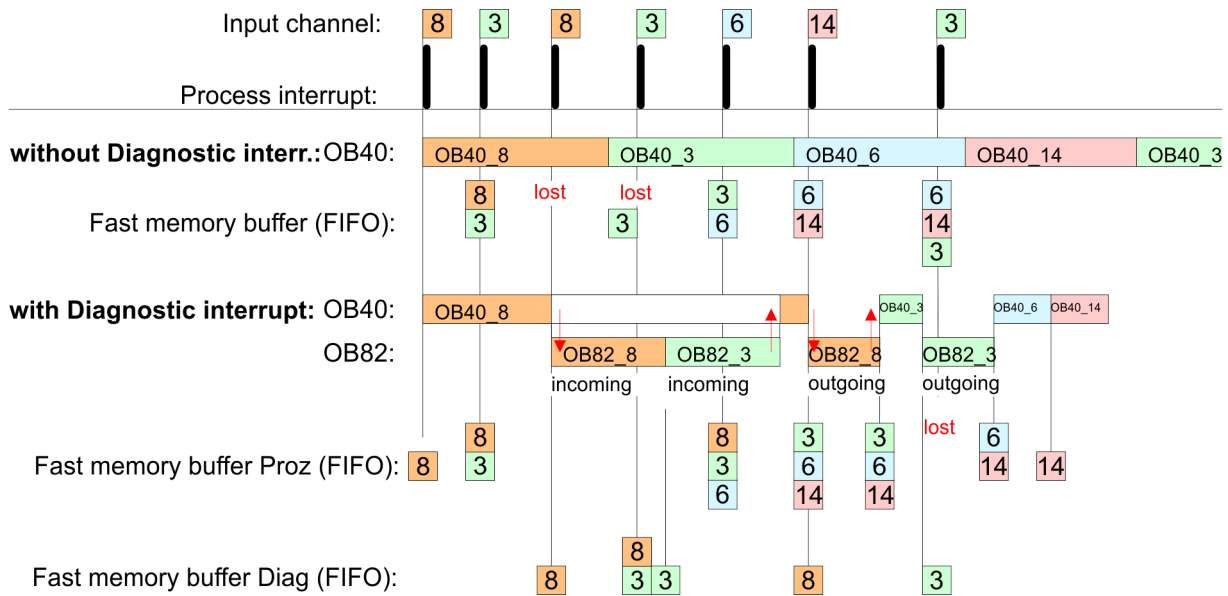 Input channel: 8 3 8 3 6 14 3
Process interrupt:
without Diagnostic interr.: OB40: OB40_8 OB40_3 OB40_6 OB40_14 OB40_3
8 lost lost 3 6 6
Fast memory buffer (FIFO): 3 3 6 14 14
3
with Diagnostic interrupt: OB40: OB40_8 OB40_3 OB40_6 OB40_14
OB82: OB82_8 OB82_3 OB82_8 OB82_3
incoming incoming outgoing outgoing
8 8 3 3 lost 6
Fast memory buffer Proz (FIFO): 8 3 3 6 6 14 14
6 14 14
8
Fast memory buffer Diag (FIFO): 8 3 3 8 3